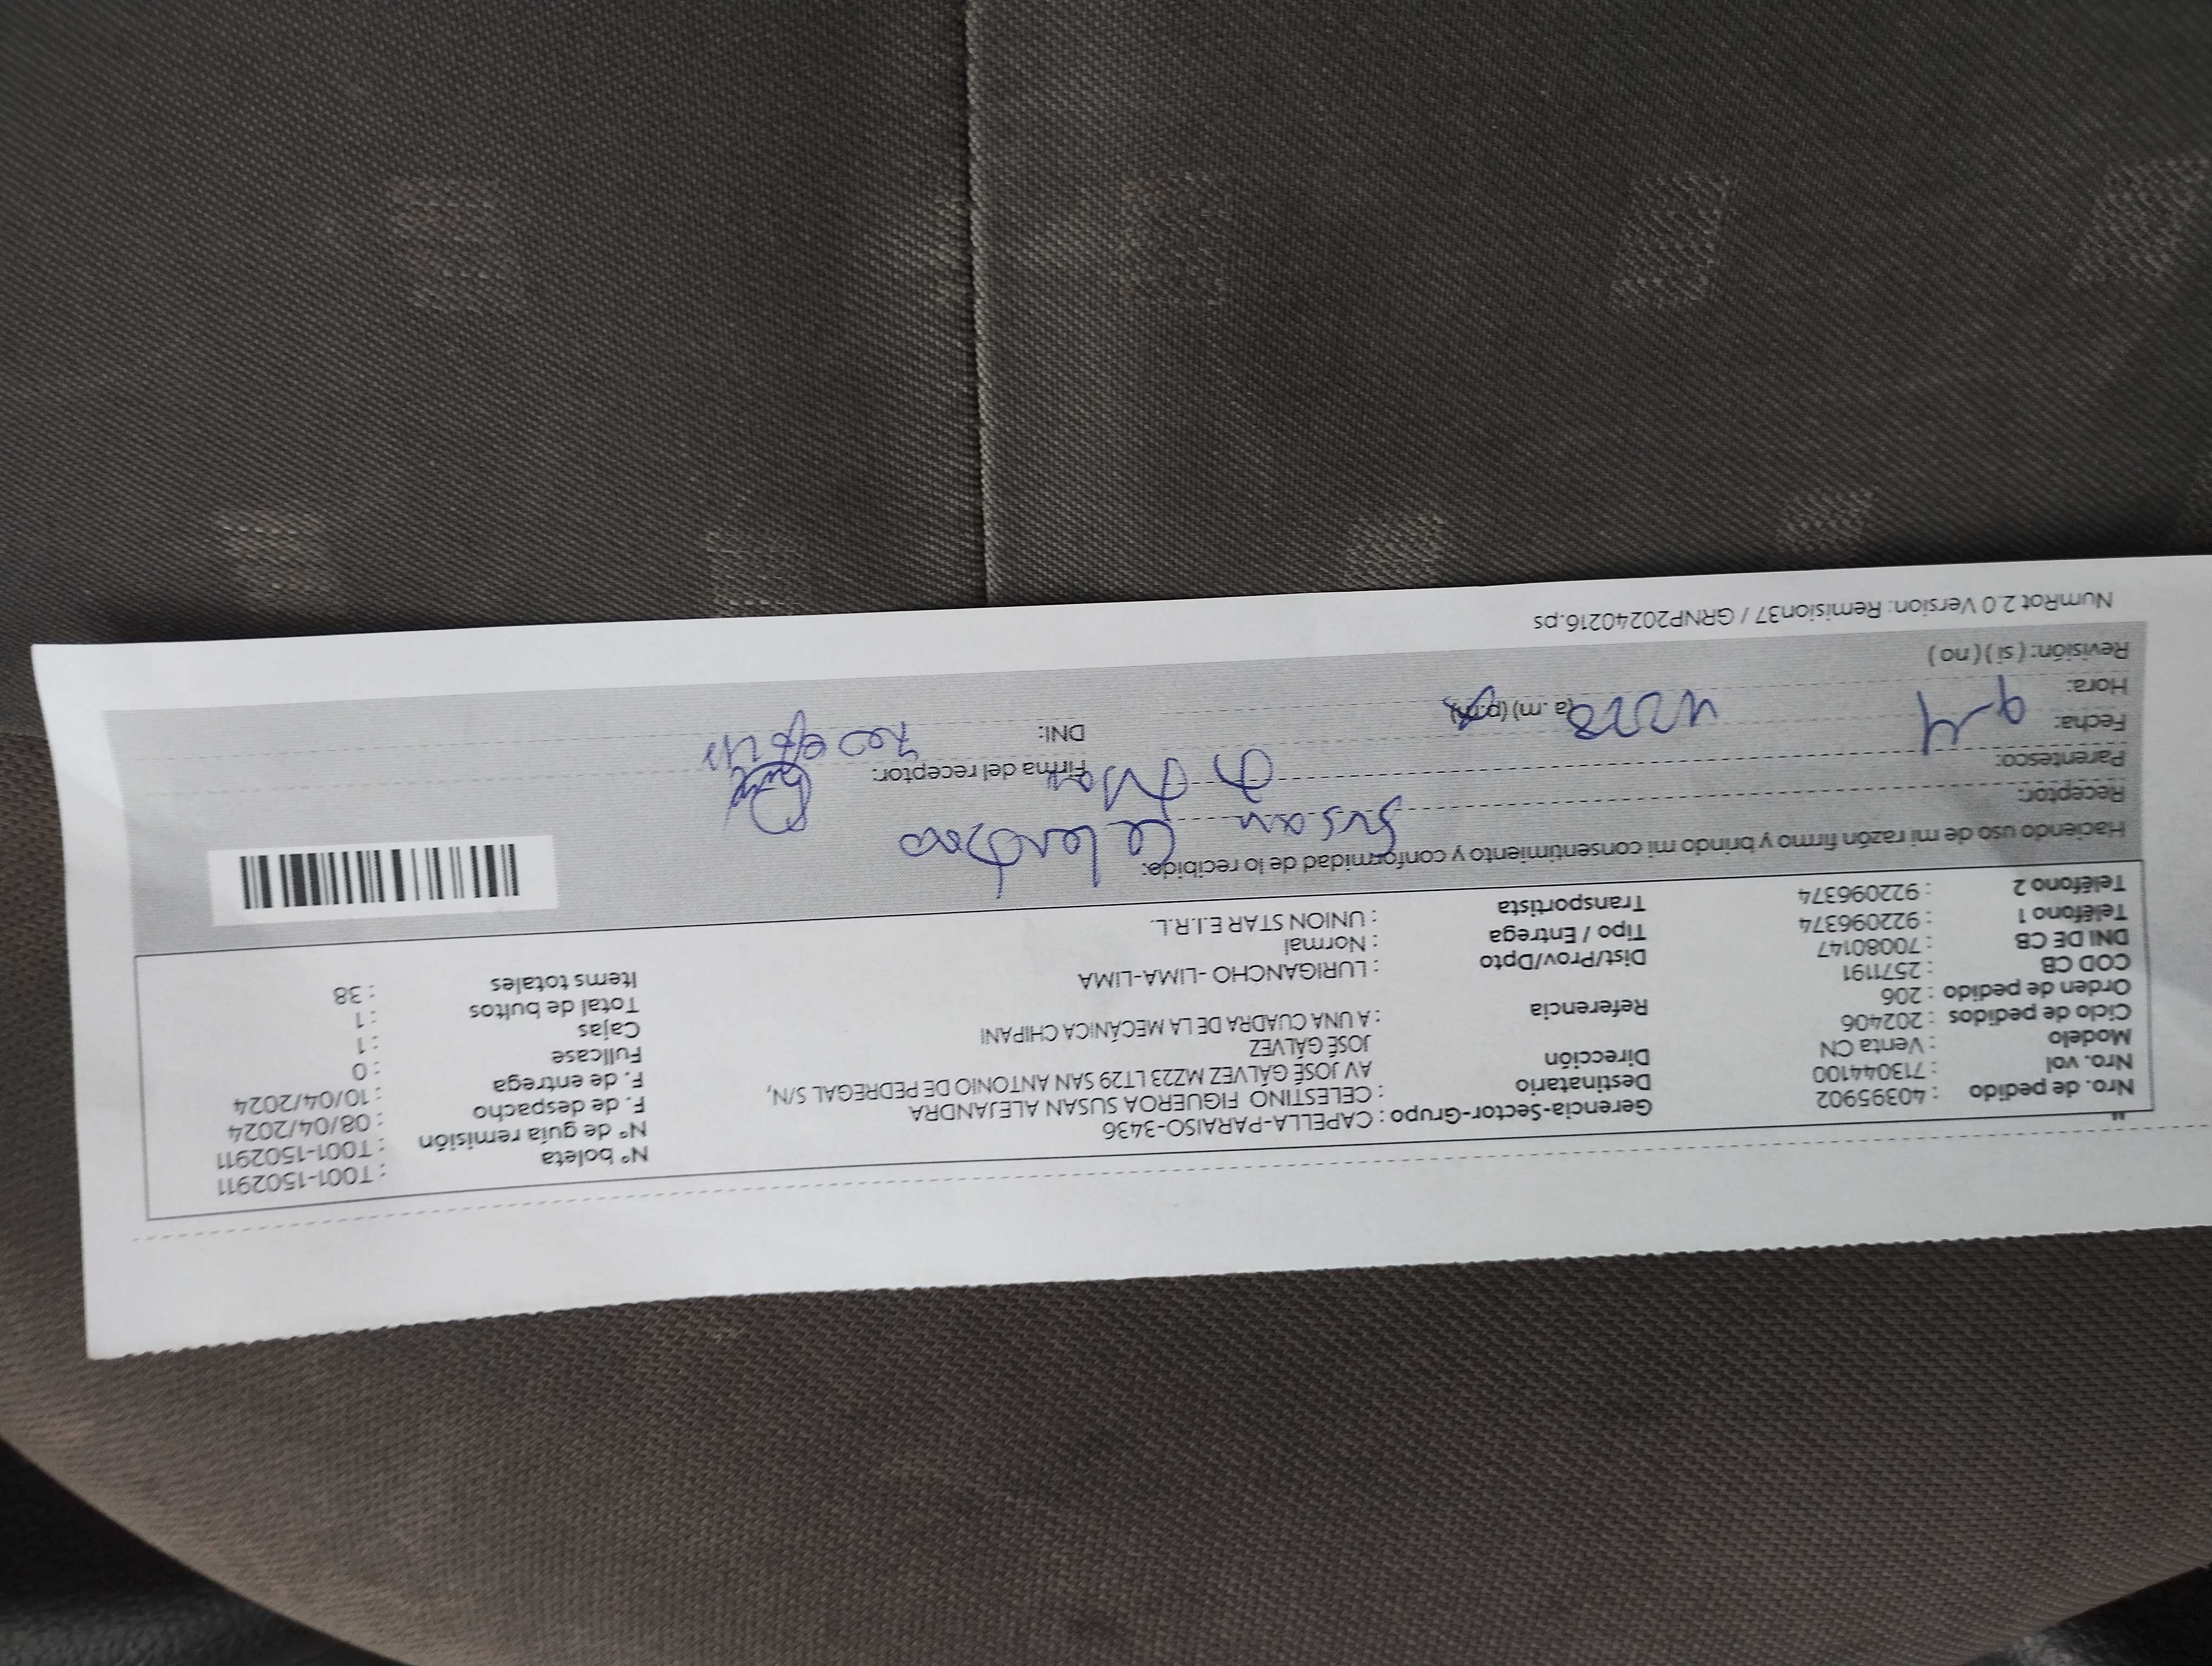 Nro. de pedido : 40395902 Gerencia-Sector-Grupo : CAPELLA-PARAISO-3436 N° boleta : T001-1502911
Nro. vol : 713044100 Destinatario : CELESTINO FIGUEROA SUSAN ALEJANDRA N° de guía remisión : T001-1502911
Modelo : Venta CN Dirección AV JOSÉ GÁLVEZ MZ23 LT29 SAN ANTONIO DE PEDREGAL S/N, F. de despacho : 08/04/2024
Ciclo de pedidos : 202406 JOSÉ GÁLVEZ F. de entrega : 10/04/2024
Orden de pedido : 206 Referencia : A UNA CUADRA DE LA MECÁNICA CHIPANI Fullcase : 0
COD CB : 2571191 Cajas : 1
DNI DE CB : 70080147 Dist/Prov/Dpto : LURIGANCHO -LIMA-LIMA Total de bultos : 1
Teléfono 1 : 922096374 Tipo / Entrega : Normal Items totales : 38
Teléfono 2 : 922096374 Transportista : UNION STAR E.I.R.L.
Haciendo uso de mi razón firmo y brindo mi consentimiento y conformidad de lo recibido:
Receptor: Susan
Parentesco: Firma del receptor:
Fecha: 9-4 DNI:
Hora: (a. m) (p.m)
Revisión: ( si ) ( no )
NumRot 2.0 Version: Remision37 / GRNP20240216.ps